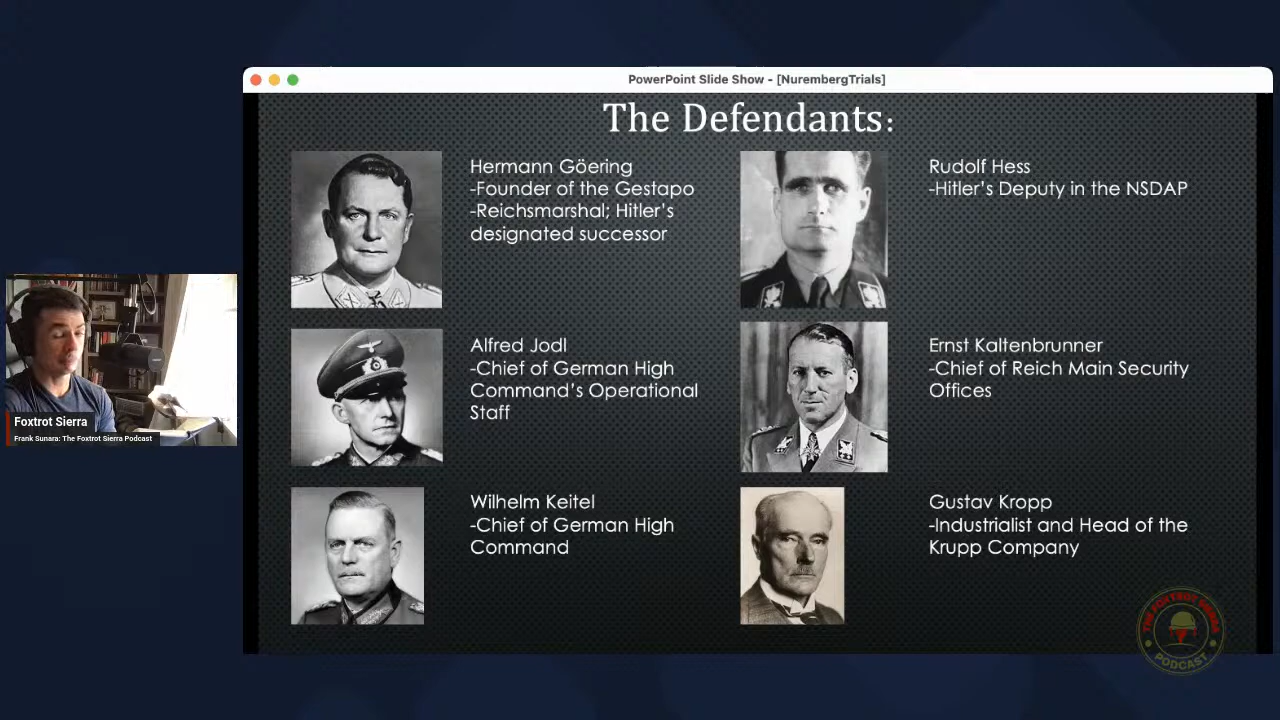 PowerPoint Slide Show - [NurembergTrials]
The Defendants:
Hermann Göering
-Founder of the Gestapo
-Reichsmarshal; Hitler's
designated successor
Rudolf Hess
-Hitler's Deputy in the NSDAP
Alfred Jodl
-Chief of German High
Command's Operational
Staff
Ernst Kaltenbrunner
-Chief of Reich Main Security
Offices
Wilhelm Keitel
-Chief of German High
Command
Gustav Kropp
-Industrialist and Head of the
Krupp Company
Foxtrot Sierra
Frank Sunara: The Foxtrot Sierra Podcast
THE FOXTROT SIERRA
PODCAST